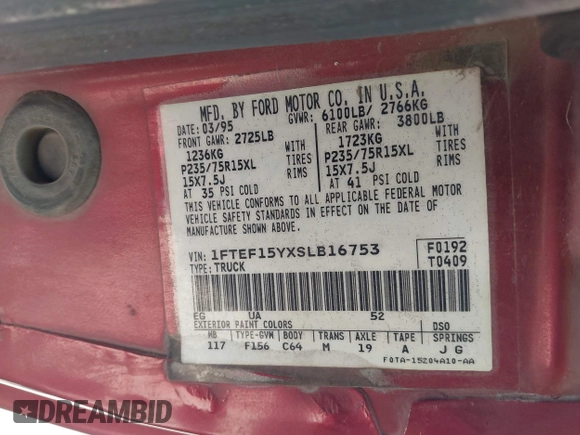 MFD. BY FORD MOTOR CO. IN U.S.A.
DATE: 03/95 GVWR: 6100LB/ 2766KG
FRONT GAWR: 2725LB REAR GAWR: 3800LB
1236KG WITH 1723KG WITH
P235/75R15XL TIRES P235/75R15XL TIRES
15X7.5J RIMS 15X7.5J RIMS
AT 35 PSI COLD AT 41 PSI COLD
THIS VEHICLE CONFORMS TO ALL APPLICABLE FEDERAL MOTOR
VEHICLE SAFETY STANDARDS IN EFFECT ON THE DATE OF
MANUFACTURE SHOWN ABOVE.
VIN: 1FTEF15YXSLB16753 F0192
TYPE: TRUCK T0409
EG UA 52
EXTERIOR PAINT COLORS DSO
WB TYPE-GVW BODY TRANS AXLE TAPE SPRINGS
117 F156 C64 M 19 A J G
F0TA-15204A10-AA
DREAMBID